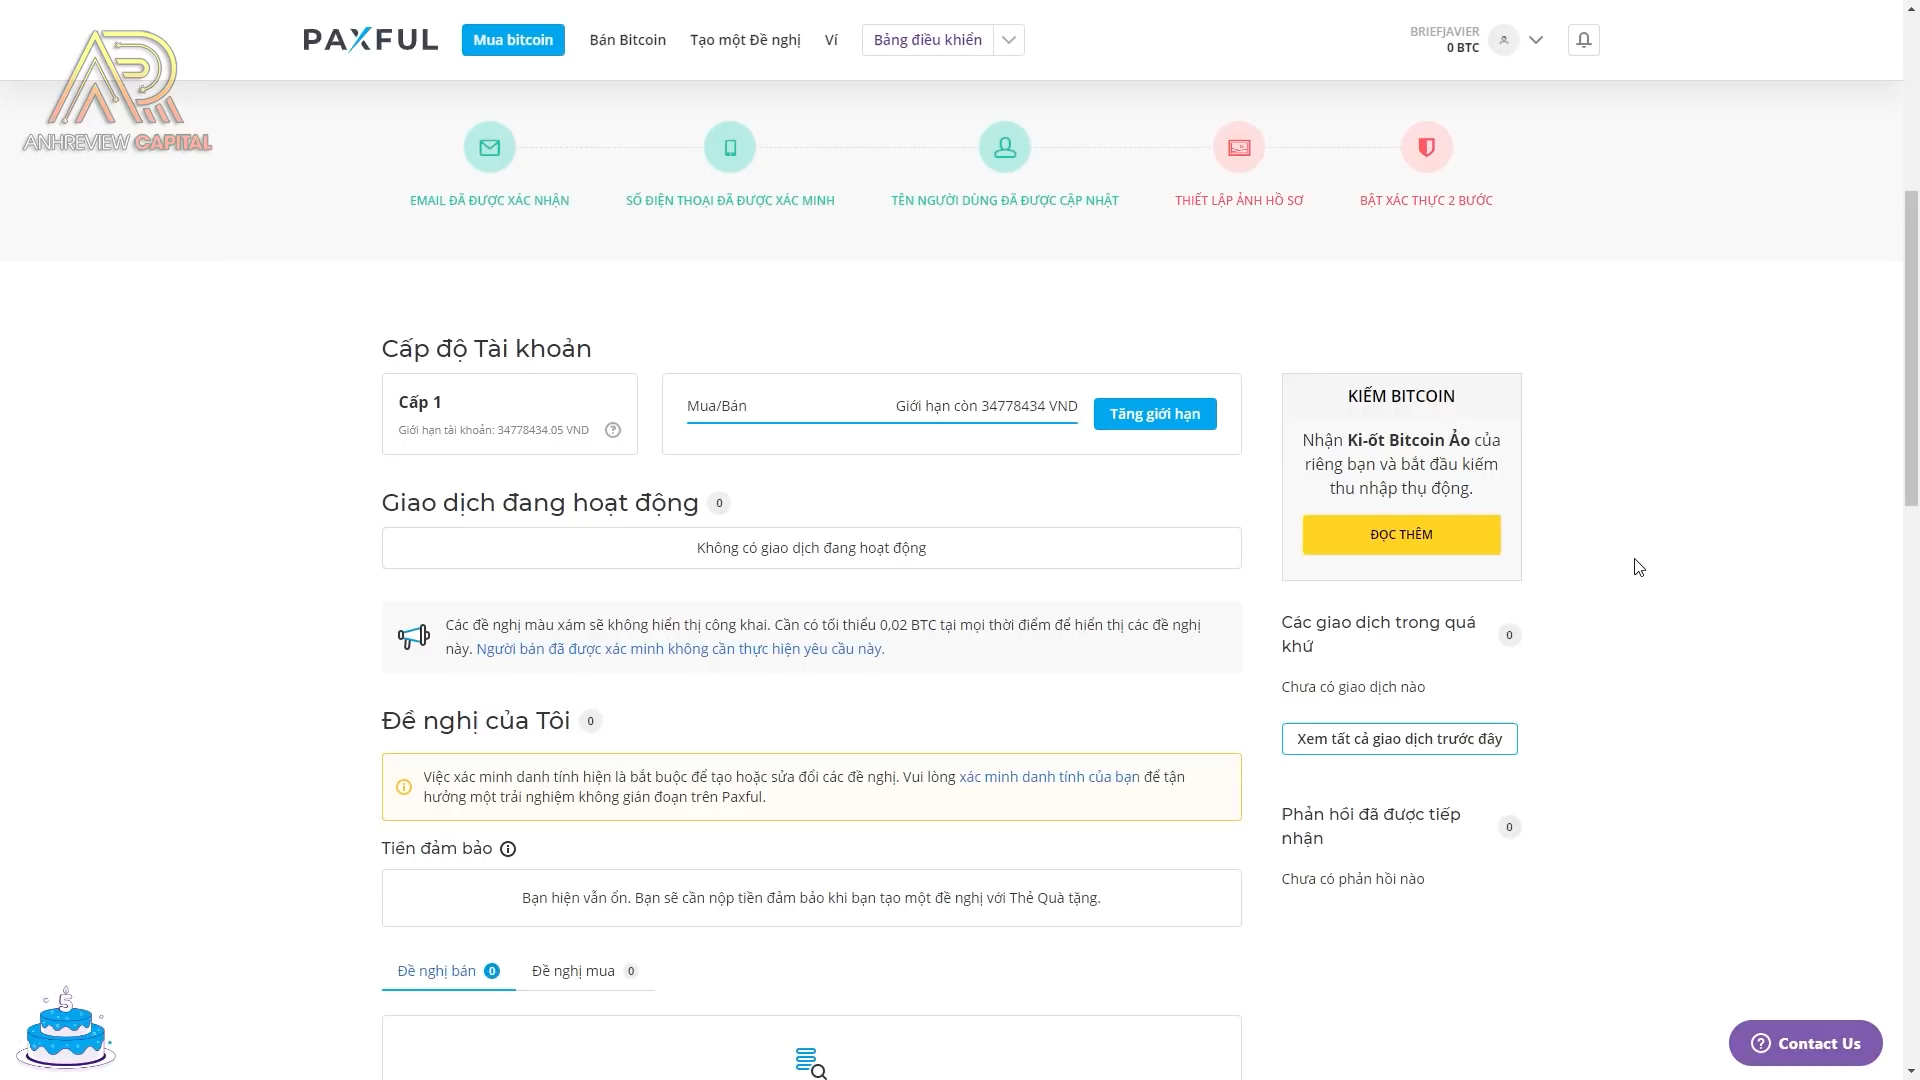 ANHREVIEW CAPITAL
PAXFUL
Mua bitcoin
Bán Bitcoin
Tạo một Đề nghị
Ví
Bảng điều khiển
BRIEFJAVIER
0 BTC
EMAIL ĐÃ ĐƯỢC XÁC NHẬN
SỐ ĐIỆN THOẠI ĐÃ ĐƯỢC XÁC MINH
TÊN NGƯỜI DÙNG ĐÃ ĐƯỢC CẬP NHẬT
THIẾT LẬP ẢNH HỒ SƠ
BẬT XÁC THỰC 2 BƯỚC
Cấp độ Tài khoản
Cấp 1
Giới hạn tài khoản: 34778434.05 VND
Mua/Bán
Giới hạn còn 34778434 VND
Tăng giới hạn
Giao dịch đang hoạt động 0
Không có giao dịch đang hoạt động
Các đề nghị màu xám sẽ không hiển thị công khai. Cần có tối thiểu 0,02 BTC tại mọi thời điểm để hiển thị các đề nghị
này. Người bán đã được xác minh không cần thực hiện yêu cầu này.
Đề nghị của Tôi 0
Việc xác minh danh tính hiện là bắt buộc để tạo hoặc sửa đổi các đề nghị. Vui lòng xác minh danh tính của bạn để tận
hưởng một trải nghiệm không gián đoạn trên Paxful.
Tiền đảm bảo
Bạn hiện vẫn ổn. Bạn sẽ cần nộp tiền đảm bảo khi bạn tạo một đề nghị với Thẻ Quà tặng.
Đề nghị bán 0
Đề nghị mua 0
KIẾM BITCOIN
Nhận Ki-ốt Bitcoin Ảo của
riêng bạn và bắt đầu kiếm
thu nhập thụ động.
ĐỌC THÊM
Các giao dịch trong quá
khứ
0
Chưa có giao dịch nào
Xem tất cả giao dịch trước đây
Phản hồi đã được tiếp
nhận
0
Chưa có phản hồi nào
5
Contact Us